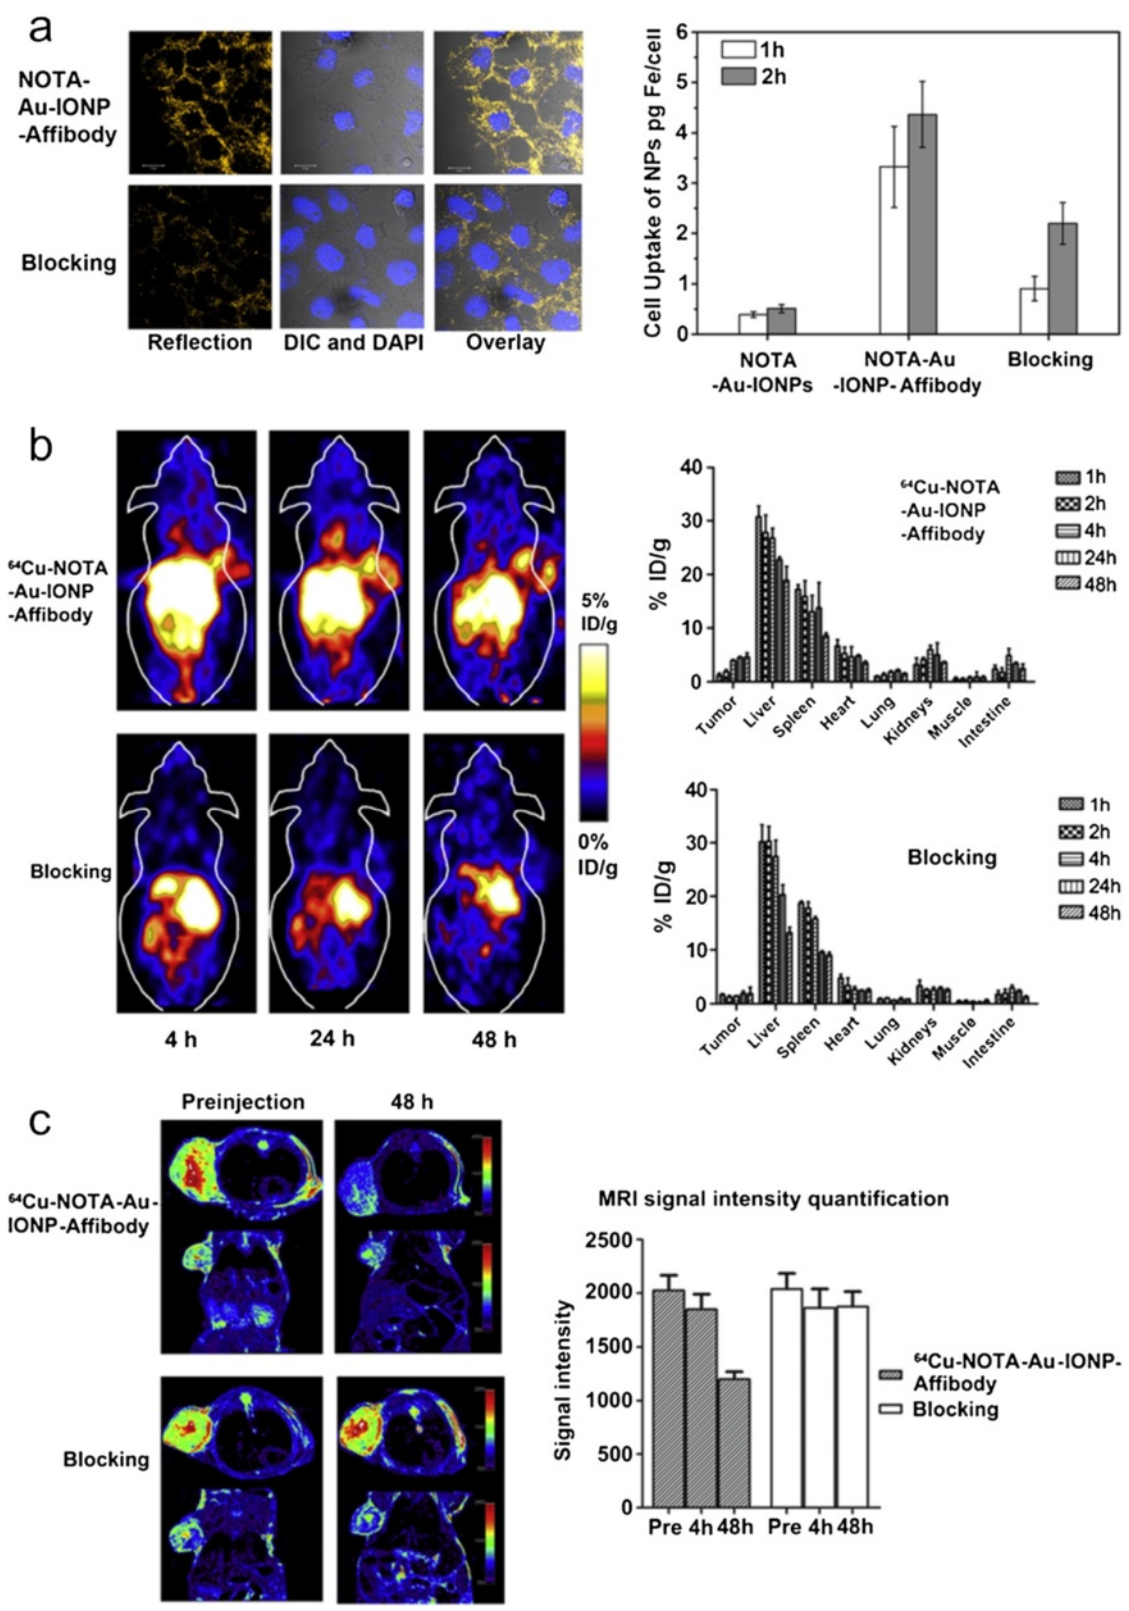 a
NOTA-
Au-IONP
-Affibody
Blocking
Reflection
DIC and DAPI
Overlay
Cell Uptake of NPs pg Fe/cell
6
5
4
3
2
1
0
1h
2h
NOTA
-Au-IONPs
NOTA-Au
-IONP- Affibody
Blocking
b
⁶⁴Cu-NOTA
-Au-IONP
-Affibody
Blocking
4 h
24 h
48 h
5%
ID/g
0%
ID/g
% ID/g
40
30
20
10
0
⁶⁴Cu-NOTA
-Au-IONP
-Affibody
1h
2h
4h
24h
48h
Tumor
Liver
Spleen
Heart
Lung
Kidneys
Muscle
Intestine
% ID/g
40
30
20
10
0
Blocking
1h
2h
4h
24h
48h
Tumor
Liver
Spleen
Heart
Lung
Kidneys
Muscle
Intestine
c
Preinjection
48 h
⁶⁴Cu-NOTA-Au-
IONP-Affibody
Blocking
MRI signal intensity quantification
Signal intensity
2500
2000
1500
1000
500
0
Pre 4h 48h
Pre 4h 48h
⁶⁴Cu-NOTA-Au-IONP-
Affibody
Blocking